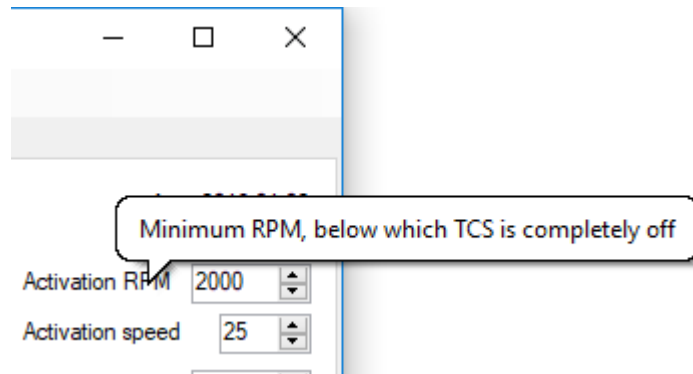 Minimum RPM, below which TCS is completely off
Activation RPM 2000
Activation speed 25